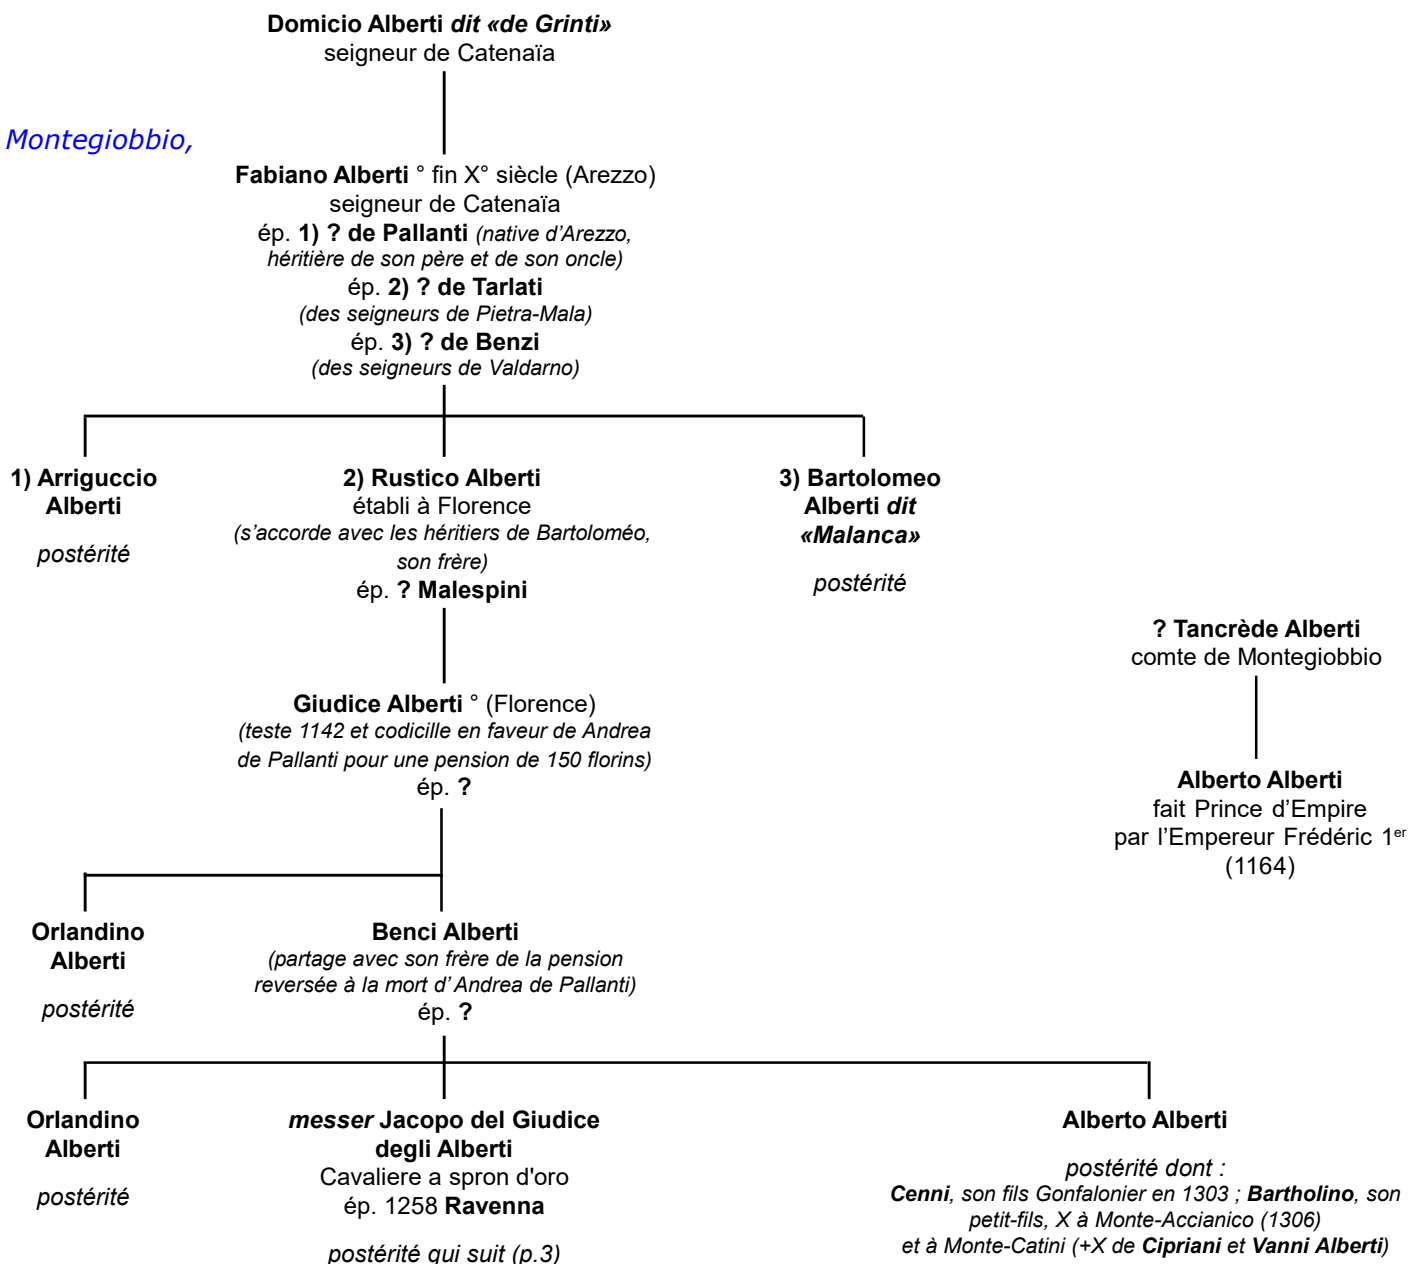 Domicio Alberti dit «de Grinti»
seigneur de Catenaïa
Montegiobbio,
Fabiano Alberti ° fin X° siècle (Arezzo)
seigneur de Catenaïa
ép. 1) ? de Pallanti (native d’Arezzo,
héritière de son père et de son oncle)
ép. 2) ? de Tarlati
(des seigneurs de Pietra-Mala)
ép. 3) ? de Benzi
(des seigneurs de Valdarno)
1) Arriguccio
Alberti
postérité
2) Rustico Alberti
établi à Florence
(s’accorde avec les héritiers de Bartoloméo,
son frère)
ép. ? Malespini
3) Bartolomeo
Alberti dit
«Malanca»
postérité
? Tancrède Alberti
comte de Montegiobbio
Alberto Alberti
fait Prince d’Empire
par l’Empereur Frédéric 1er
(1164)
Giudice Alberti ° (Florence)
(teste 1142 et codicille en faveur de Andrea
de Pallanti pour une pension de 150 florins)
ép. ?
Orlandino
Alberti
postérité
Benci Alberti
(partage avec son frère de la pension
reversée à la mort d’ Andrea de Pallanti)
ép. ?
Orlandino
Alberti
postérité
messer Jacopo del Giudice
degli Alberti
Cavaliere a spron d'oro
ép. 1258 Ravenna
postérité qui suit (p.3)
Alberto Alberti
postérité dont :
Cenni, son fils Gonfalonier en 1303 ; Bartholino, son
petit-fils, X à Monte-Accianico (1306)
et à Monte-Catini (+X de Cipriani et Vanni Alberti)